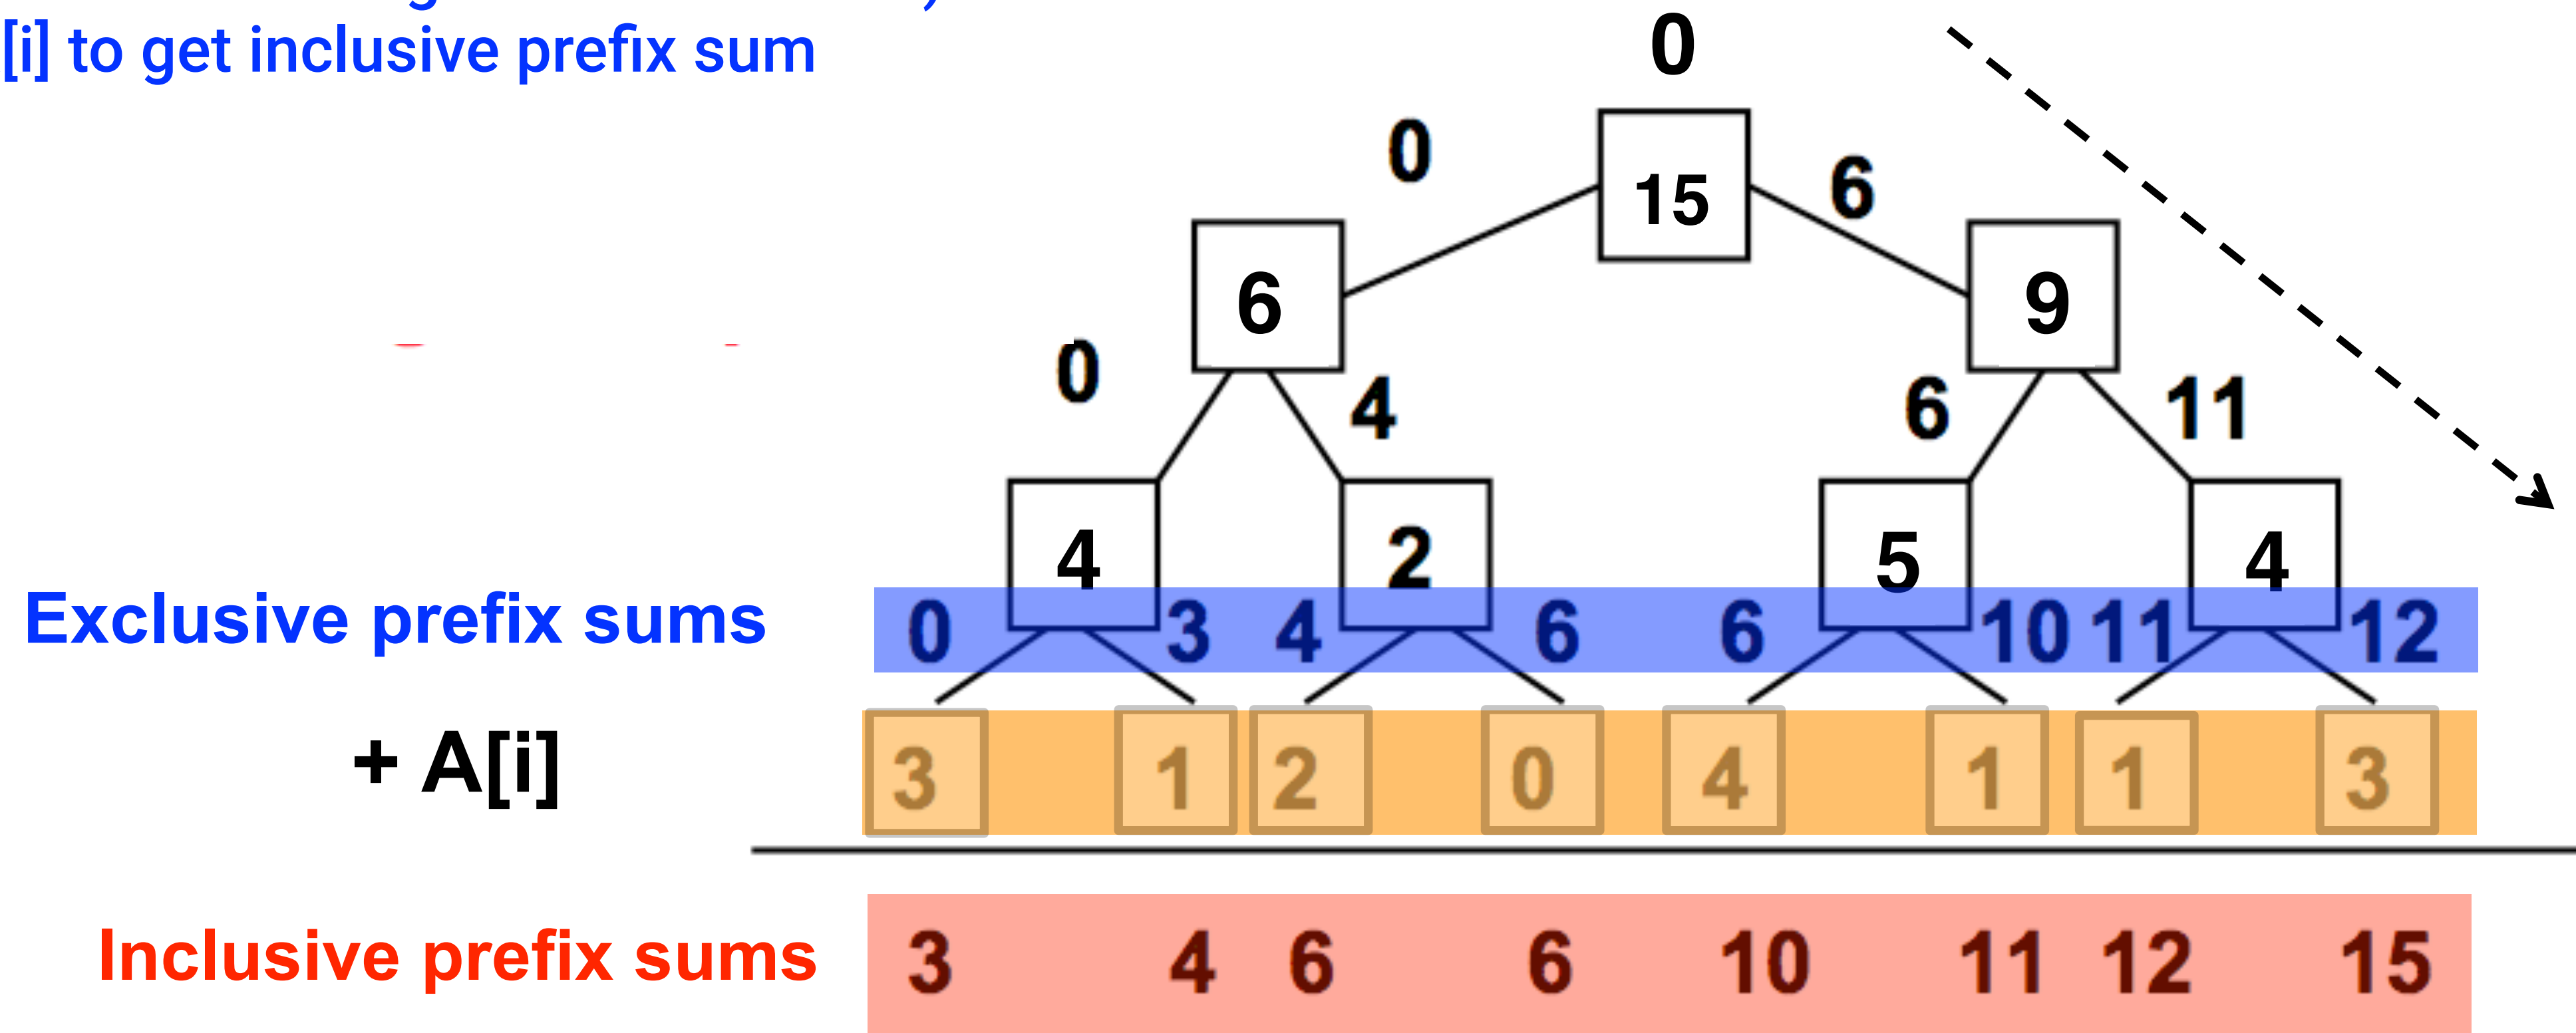 [i] to get inclusive prefix sum
0
0
15
6
6
9
0
4
6
11
4
2
5
4
Exclusive prefix sums
0 3 4 6 6 10 11 12
+ A[i]
3 1 2 0 4 1 1 3
Inclusive prefix sums
3 4 6 6 10 11 12 15